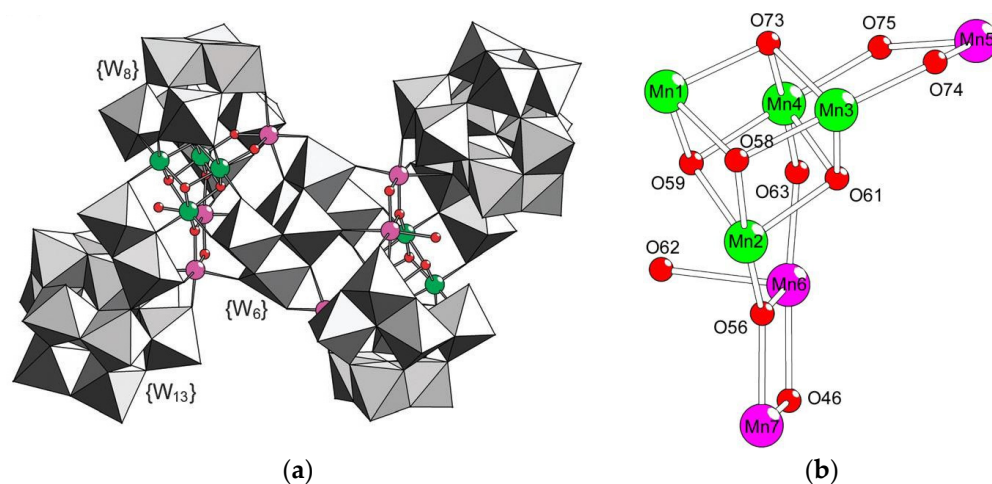 {W₈}
{W₆}
{W₁₃}
(a)
O73
O75
Mn5
Mn1
Mn4
Mn3
O74
O58
O59
O63
O61
Mn2
O62
Mn6
O56
O46
Mn7
(b)